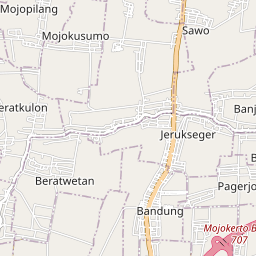 Mojopilang
Sawo
Mojokusumo
eratkulon
Banj
Jerukseger
Beratwetan
Pagerjo
Bandung
Mojokerto B
707